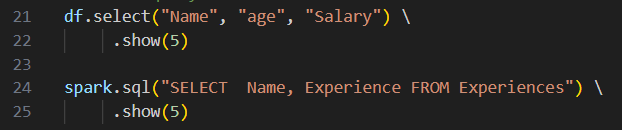 21 df.select("Name", "age", "Salary") \
22     .show(5)
23
24 spark.sql("SELECT  Name, Experience FROM Experiences") \
25     .show(5)